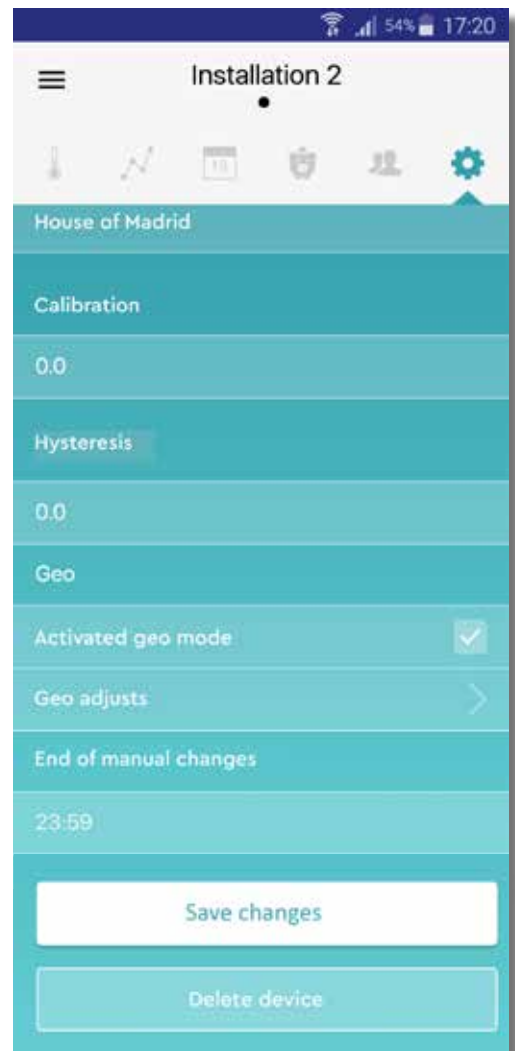 54% 17:20
Installation 2
House of Madrid
Calibration
0.0
Hysteresis
0.0
Geo
Activated geo mode
Geo adjusts
End of manual changes
23:59
Save changes
Delete device